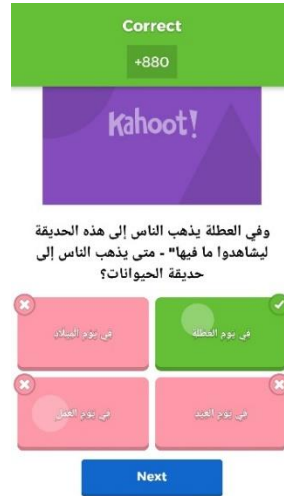 Correct
+880
Kahoot!
وفي العطلة يذهب الناس إلى هذه الحديقة
ليشاهدوا ما فيها" - متى يذهب الناس إلى
حديقة الحيوانات؟
في يوم العطله
في يوم الميلاد
في يوم العيد
في يوم العمل
Next